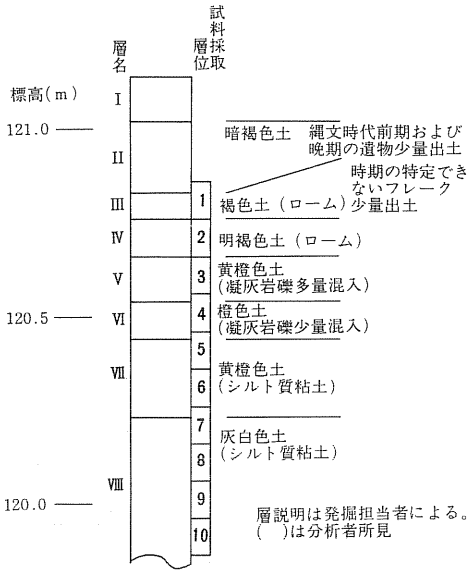 試料採取
層位
層名
標高(m)
I
121.0
II
暗褐色土 縄文時代前期および
晩期の遺物少量出土
時期の特定でき
ないフレーク
少量出土
III
1
褐色土(ローム)
IV
2
明褐色土(ローム)
V
3
黄橙色土
(凝灰岩礫多量混入)
120.5
VI
4
橙色土
(凝灰岩礫少量混入)
5
VII
6
黄橙色土
(シルト質粘土)
7
灰白色土
(シルト質粘土)
8
VIII
9
120.0
10
層説明は発掘担当者による。
( )は分析者所見